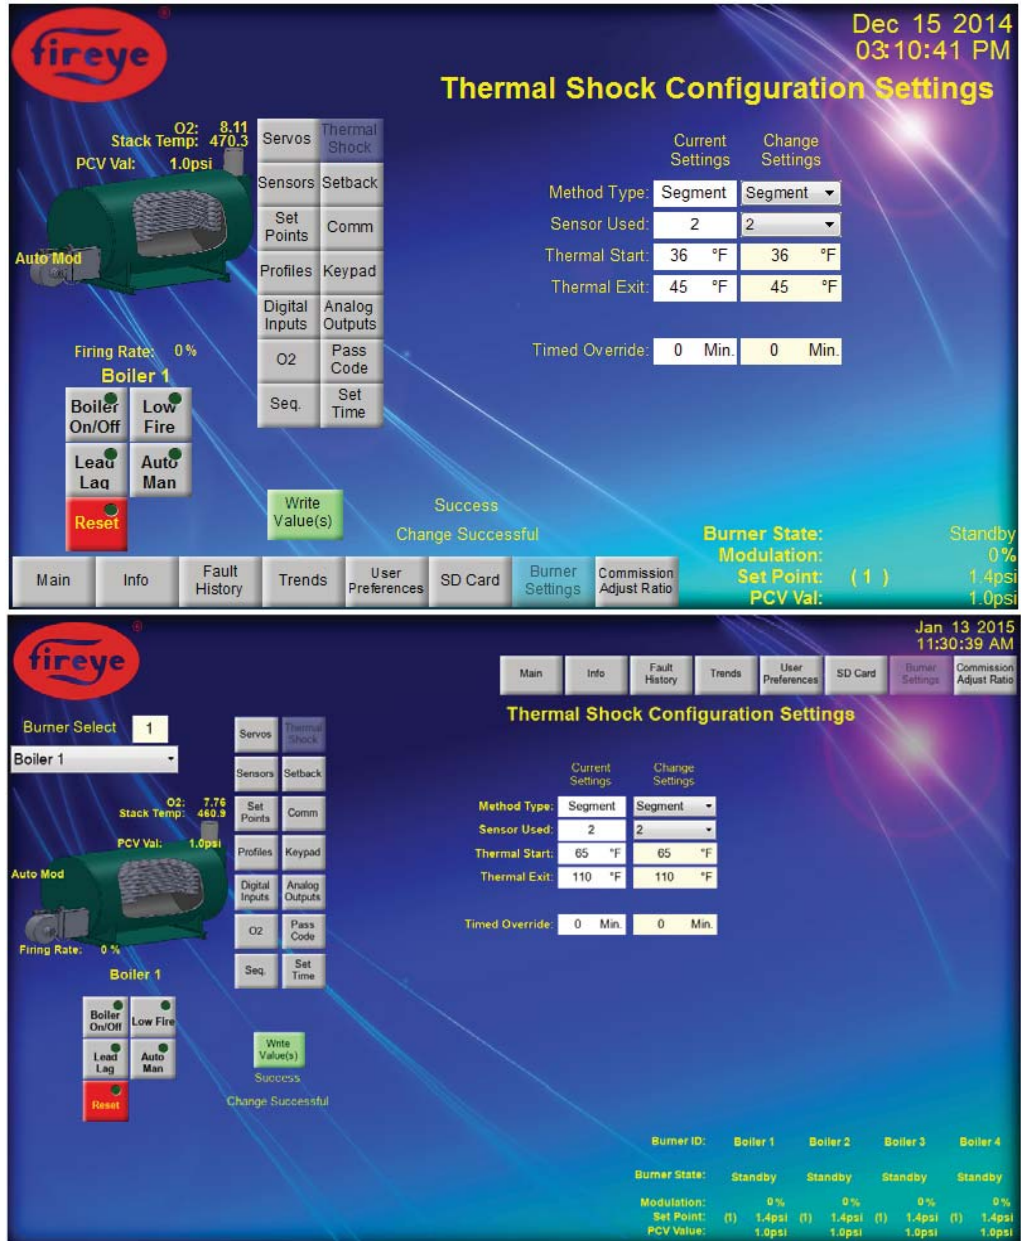 fireye
®
Dec 15 2014
03:10:41 PM
Thermal Shock Configuration Settings
O2: 8.11
Stack Temp: 470.3
PCV Val: 1.0psi
Auto Mod
Firing Rate: 0 %
Boiler 1
Boiler On/Off
Low Fire
Lead Lag
Auto Man
Reset
Servos
Thermal Shock
Sensors
Setback
Set Points
Comm
Profiles
Keypad
Digital Inputs
Analog Outputs
O2
Pass Code
Seq.
Set Time
Current Settings
Change Settings
Method Type: Segment Segment
Sensor Used: 2 2
Thermal Start: 36 °F 36 °F
Thermal Exit: 45 °F 45 °F
Timed Override: 0 Min. 0 Min.
Write Value(s)
Success
Change Successful
Burner State: Standby
Modulation: 0 %
Set Point: ( 1 ) 1.4psi
PCV Val: 1.0psi
Main
Info
Fault History
Trends
User Preferences
SD Card
Burner Settings
Commission Adjust Ratio
fireye
®
Jan 13 2015
11:30:39 AM
Main
Info
Fault History
Trends
User Preferences
SD Card
Burner Settings
Commission Adjust Ratio
Thermal Shock Configuration Settings
Burner Select 1
Boiler 1
O2: 7.76
Stack Temp: 460.9
PCV Val: 1.0psi
Auto Mod
Firing Rate: 0 %
Boiler 1
Boiler On/Off
Low Fire
Lead Lag
Auto Man
Reset
Servos
Thermal Shock
Sensors
Setback
Set Points
Comm
Profiles
Keypad
Digital Inputs
Analog Outputs
O2
Pass Code
Seq.
Set Time
Write Value(s)
Success
Change Successful
Current Settings
Change Settings
Method Type: Segment Segment
Sensor Used: 2 2
Thermal Start: 65 °F 65 °F
Thermal Exit: 110 °F 110 °F
Timed Override: 0 Min. 0 Min.
Burner ID: Boiler 1 Boiler 2 Boiler 3 Boiler 4
Burner State: Standby Standby Standby Standby
Modulation: 0 % 0 % 0 % 0 %
Set Point: (1) 1.4psi (1) 1.4psi (1) 1.4psi (1) 1.4psi
PCV Value: 1.0psi 1.0psi 1.0psi 1.0psi